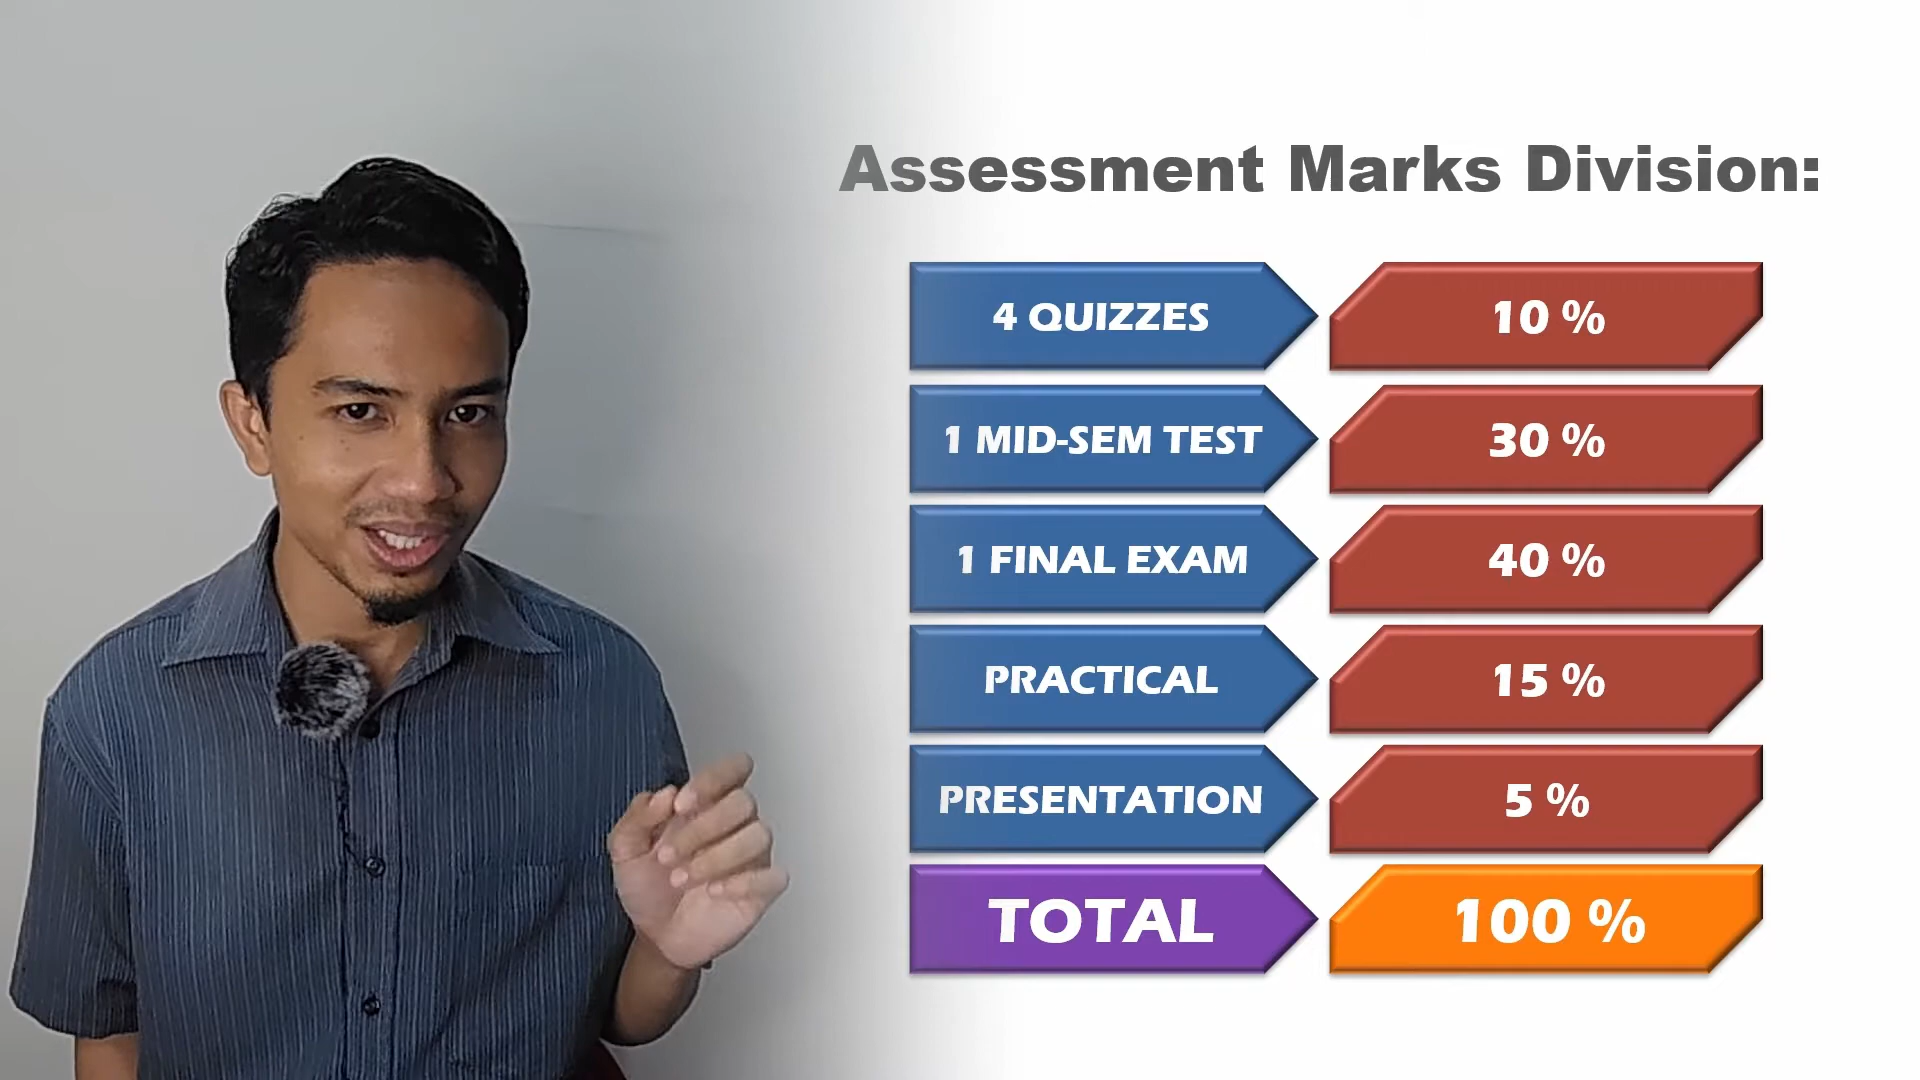 Assessment Marks Division:
4 QUIZZES 10 %
1 MID-SEM TEST 30 %
1 FINAL EXAM 40 %
PRACTICAL 15 %
PRESENTATION 5 %
TOTAL 100 %